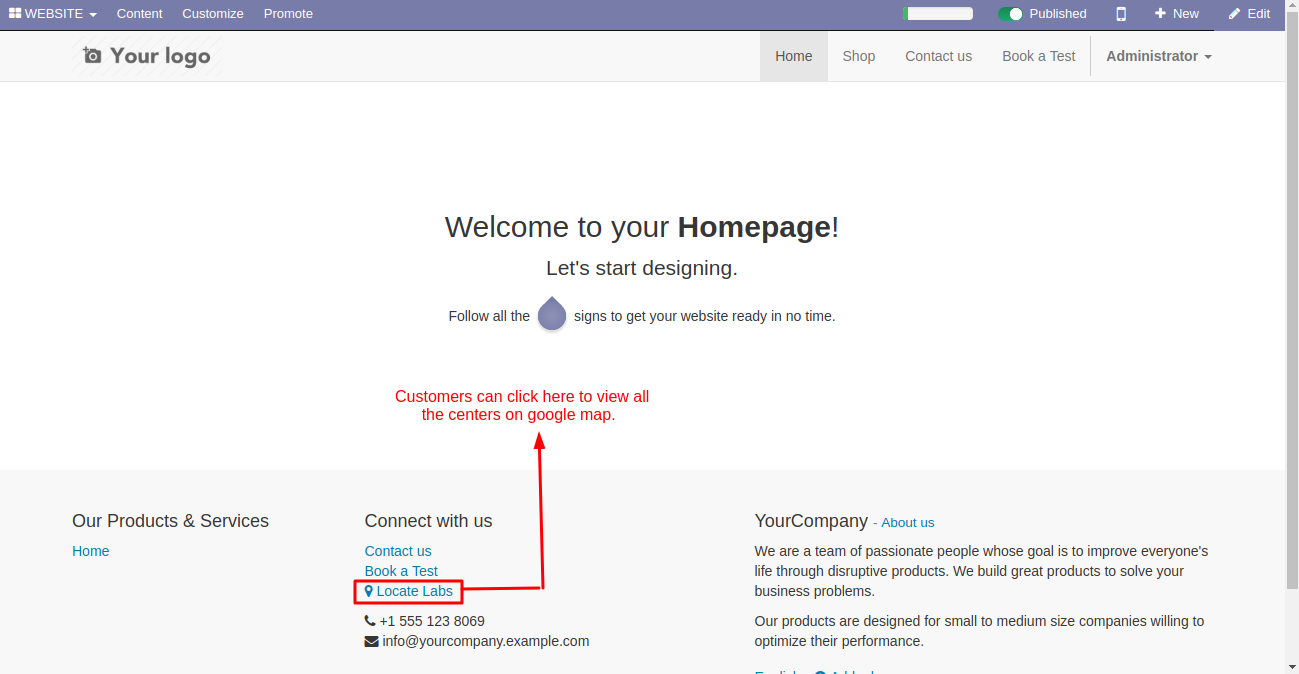 WEBSITE Content Customize Promote Published New Edit
Your logo Home Shop Contact us Book a Test Administrator
Welcome to your Homepage!
Let's start designing.
Follow all the signs to get your website ready in no time.
Customers can click here to view all
the centers on google map.
Our Products & Services
Home
Connect with us
Contact us
Book a Test
Locate Labs
+1 555 123 8069
info@yourcompany.example.com
YourCompany - About us
We are a team of passionate people whose goal is to improve everyone's
life through disruptive products. We build great products to solve your
business problems.
Our products are designed for small to medium size companies willing to
optimize their performance.